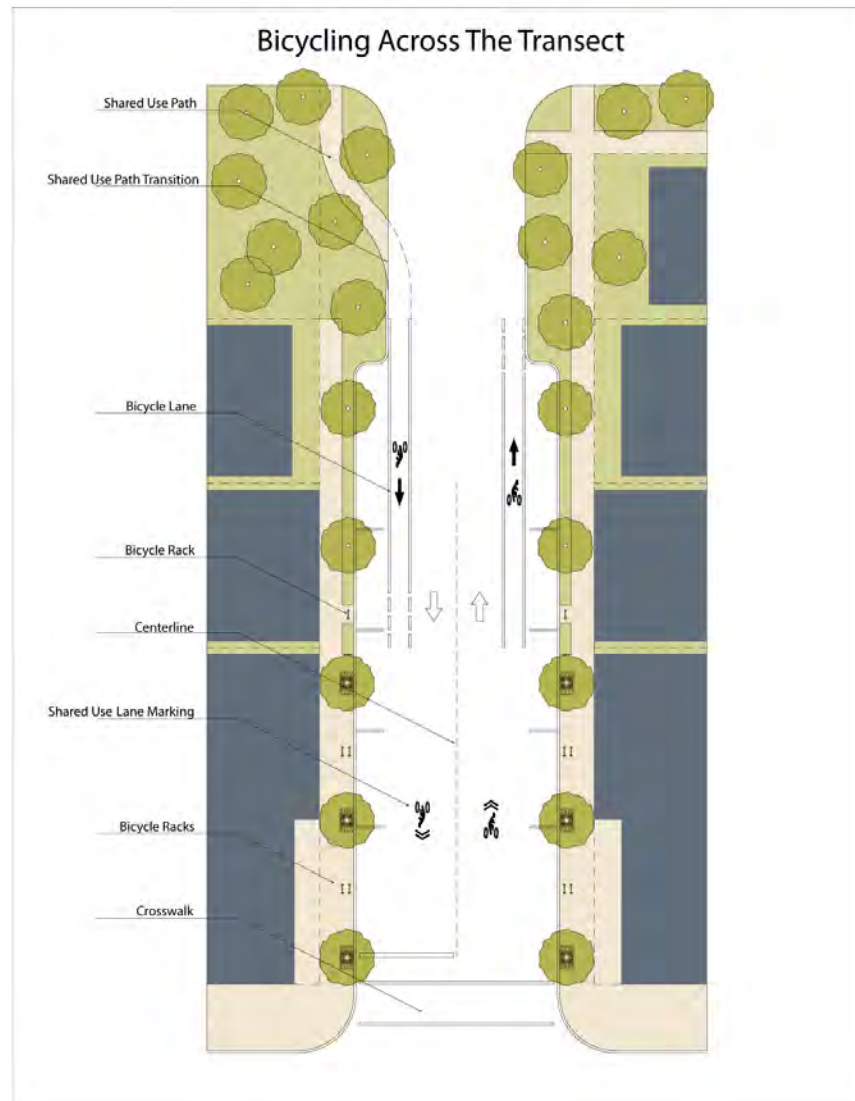 Bicycling Across The Transect
Shared Use Path
Shared Use Path Transition
Bicycle Lane
Bicycle Rack
Centerline
Shared Use Lane Marking
Bicycle Racks
Crosswalk